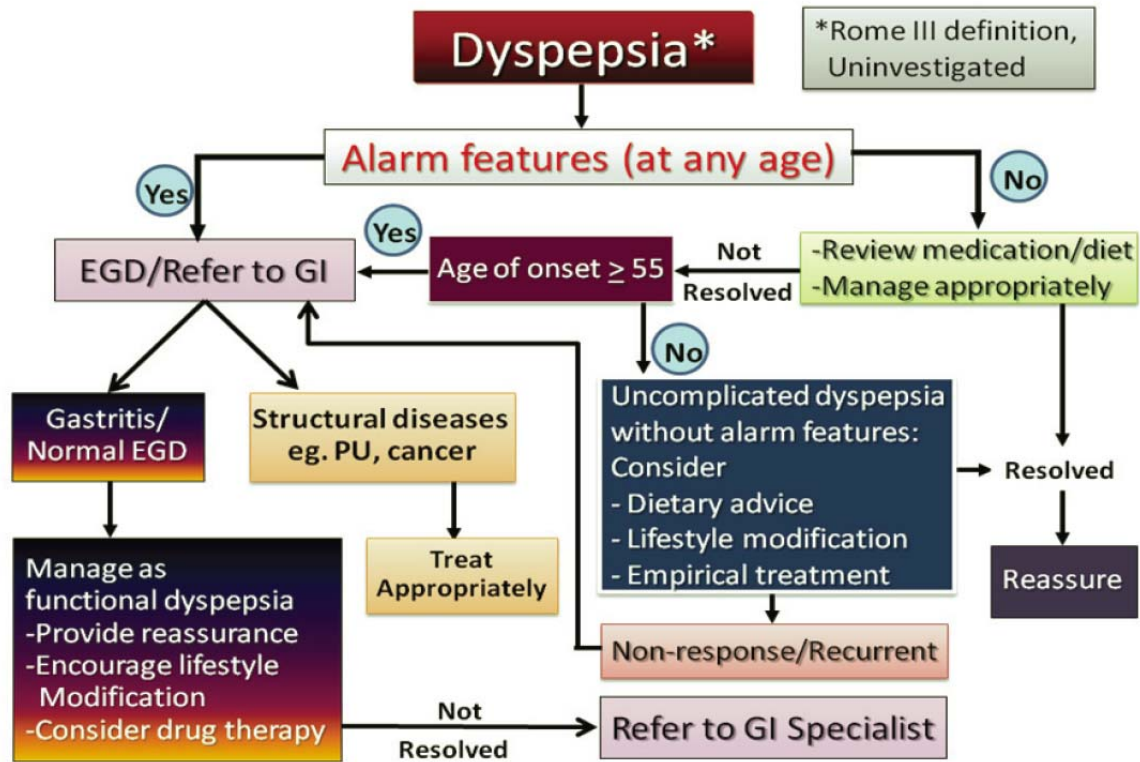 Dyspepsia*
*Rome III definition,
Uninvestigated
Alarm features (at any age)
Yes
No
EGD/Refer to GI
Yes
Age of onset ≥ 55
Not
Resolved
-Review medication/diet
-Manage appropriately
No
Gastritis/
Normal EGD
Structural diseases
eg. PU, cancer
Uncomplicated dyspepsia
without alarm features:
Consider
- Dietary advice
- Lifestyle modification
- Empirical treatment
Resolved
Reassure
Manage as
functional dyspepsia
-Provide reassurance
-Encourage lifestyle
Modification
-Consider drug therapy
Treat
Appropriately
Non-response/Recurrent
Not
Resolved
Refer to GI Specialist